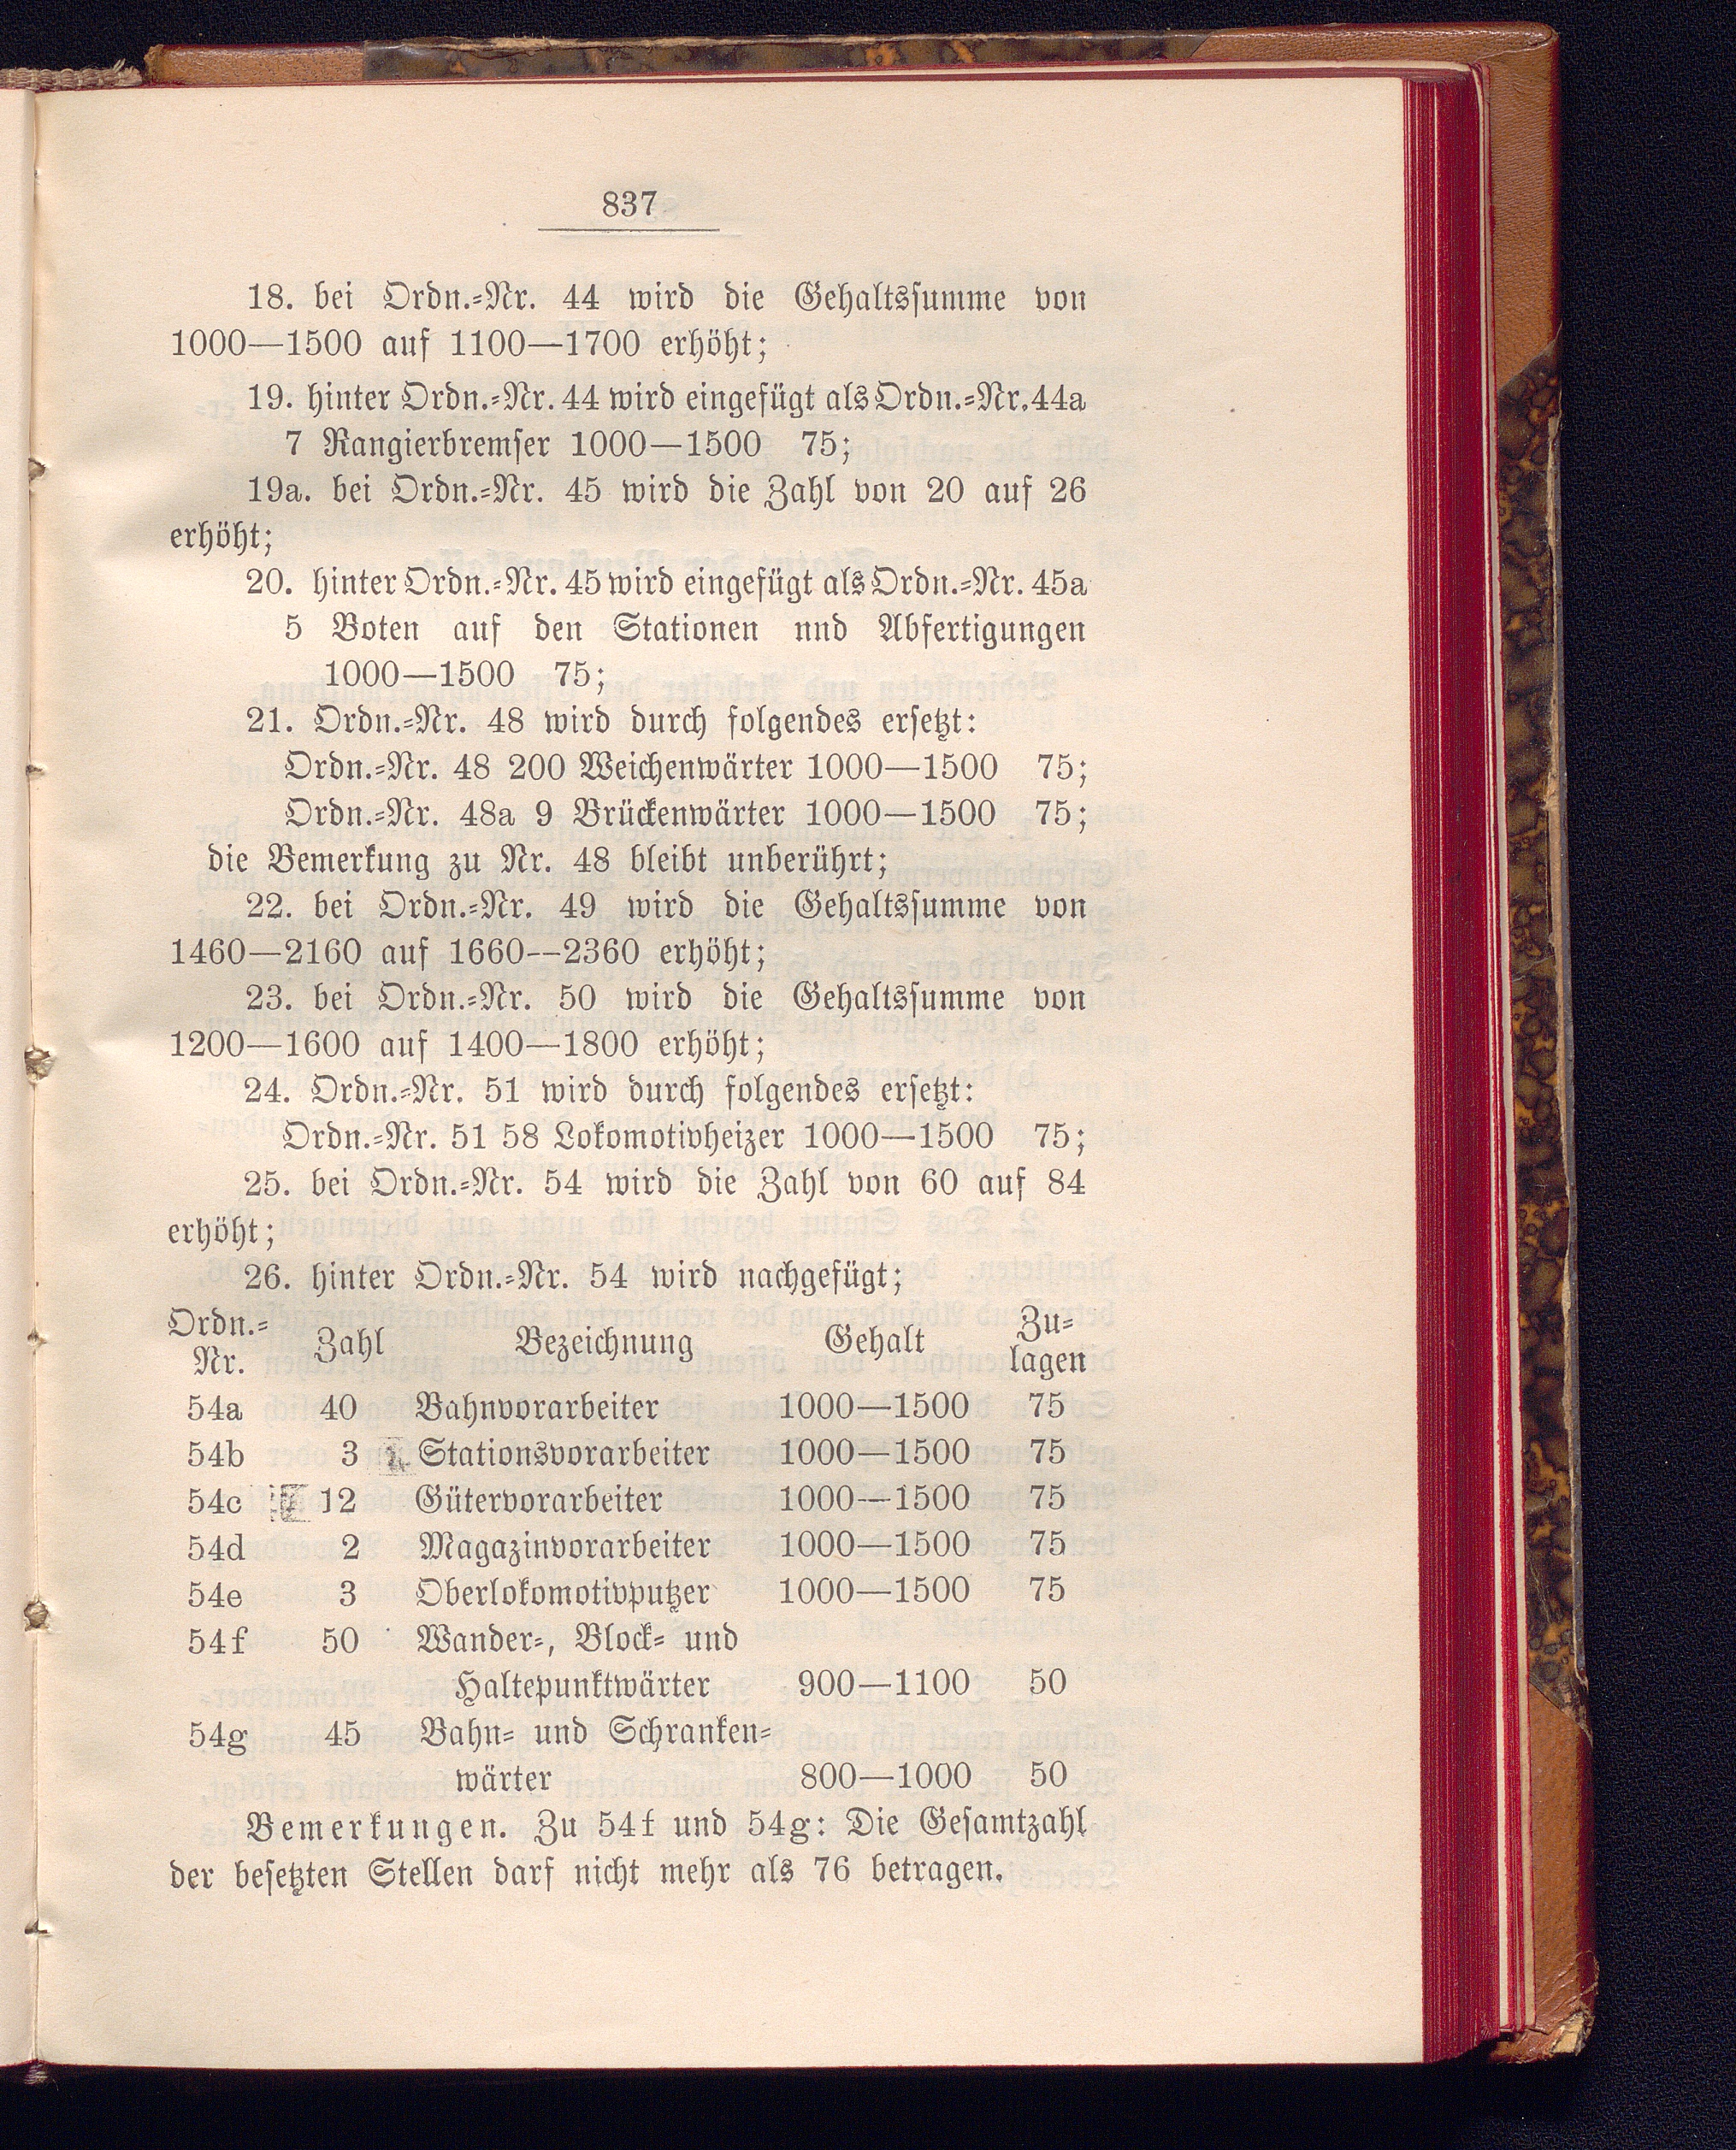 837
18. bei Ordn.-Nr. 44 wird die Gehaltssumme von
1000—1500 auf 1100—1700 erhöht;
19. hinter Ordn.-Nr. 44 wird eingefügt als Ordn.-Nr. 44a
7 Rangierbremser 1000—1500 75;
19a. bei Ordn.-Nr. 45 wird die Zahl von 20 auf 26
erhöht;
20. hinter Ordn.-Nr. 45 wird eingefügt als Ordn.-Nr. 45a
5 Boten auf den Stationen nnd Abfertigungen
1000—1500 75;
21. Ordn.-Nr. 48 wird durch folgendes ersetzt:
Ordn.-Nr. 48 200 Weichenwärter 1000—1500 75;
Ordn.-Nr. 48a 9 Brückenwärter 1000—1500 75;
die Bemerkung zu Nr. 48 bleibt unberührt;
22. bei Ordn.-Nr. 49 wird die Gehaltssumme von
1460—2160 auf 1660--2360 erhöht;
23. bei Ordn.-Nr. 50 wird die Gehaltssumme von
1200—1600 auf 1400—1800 erhöht;
24. Ordn.-Nr. 51 wird durch folgendes ersetzt:
Ordn.-Nr. 51 58 Lokomotivheizer 1000—1500 75;
25. bei Ordn.-Nr. 54 wird die Zahl von 60 auf 84
erhöht;
26. hinter Ordn.-Nr. 54 wird nachgefügt;
Ordn.-Nr. Zahl Bezeichnung Gehalt Zu-lagen
54a 40 Bahnvorarbeiter 1000—1500 75
54b 3 Stationsvorarbeiter 1000—1500 75
54c 12 Gütervorarbeiter 1000—1500 75
54d 2 Magazinvorarbeiter 1000—1500 75
54e 3 Oberlokomotivputzer 1000—1500 75
54f 50 Wander-, Block- und
Haltepunktwärter 900—1100 50
54g 45 Bahn- und Schranken-
wärter 800—1000 50
Bemerkungen. Zu 54f und 54g: Die Gesamtzahl
der besetzten Stellen darf nicht mehr als 76 betragen.